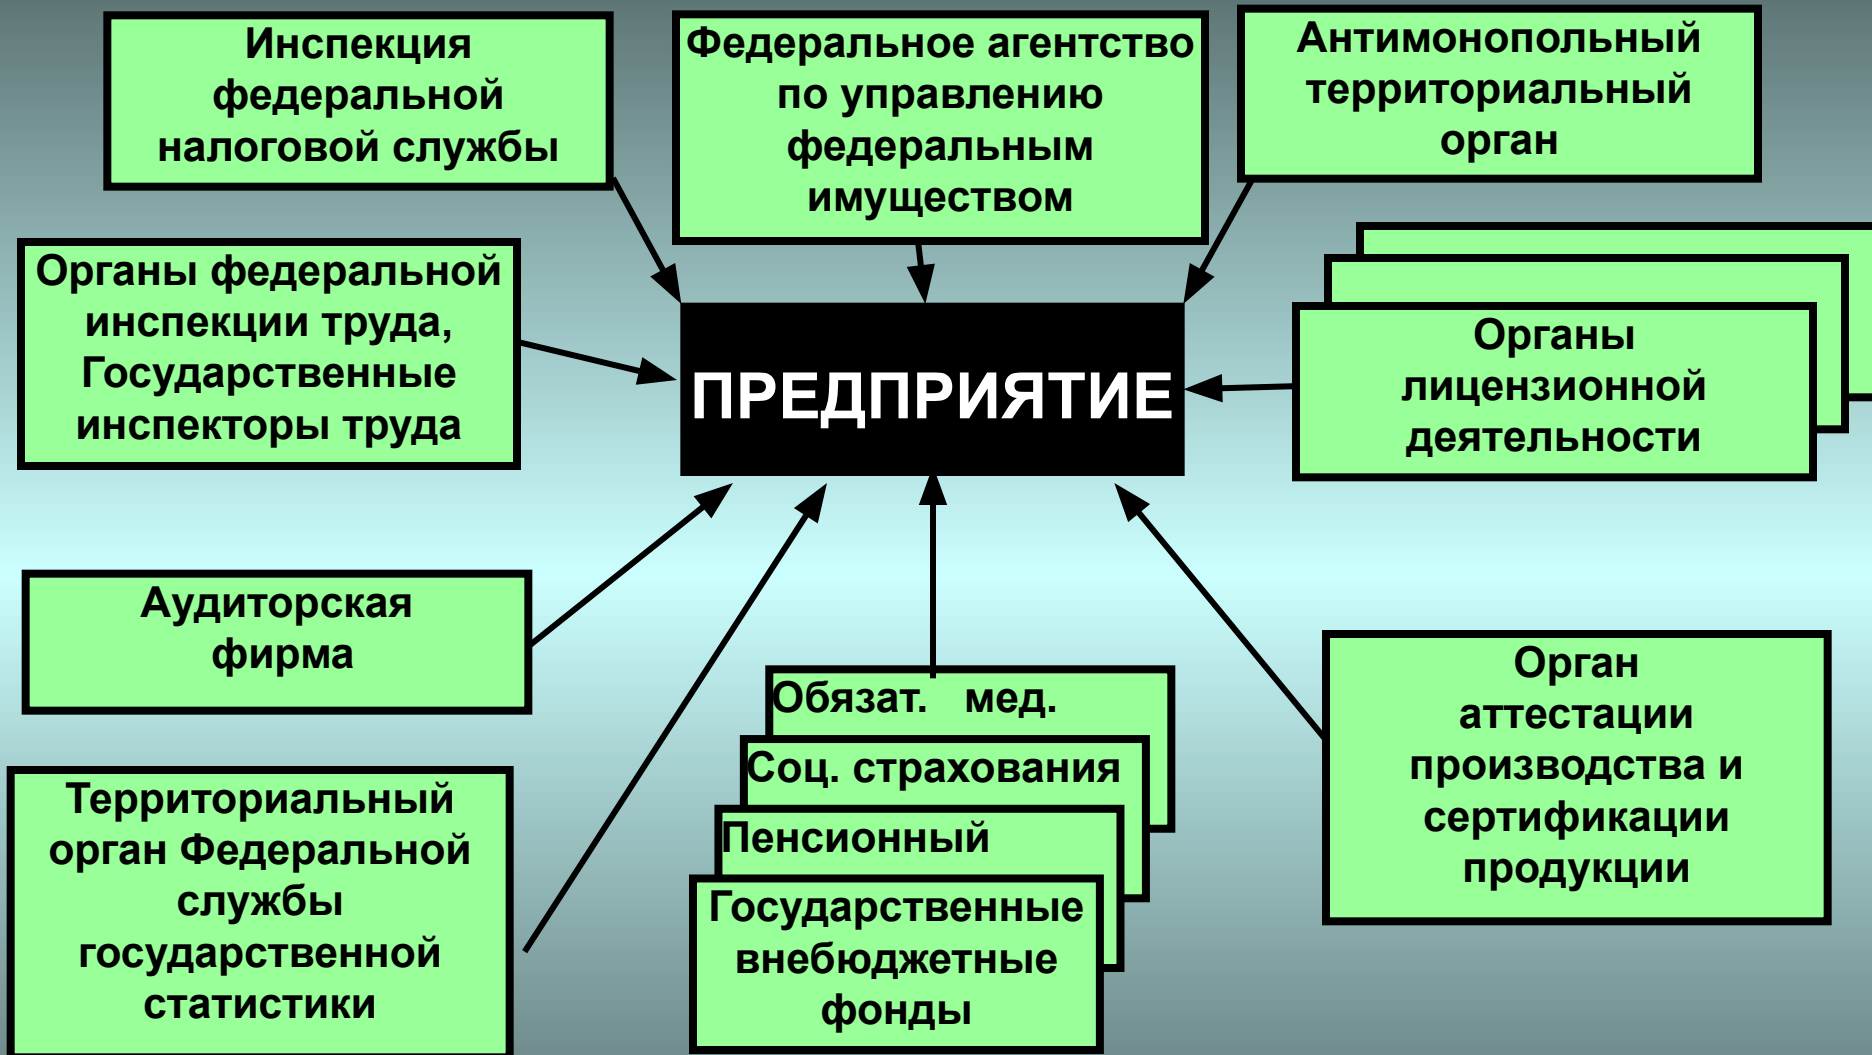 Инспекция
федеральной
налоговой службы
Федеральное агентство
по управлению
федеральным
имуществом
Антимонопольный
территориальный
орган
Органы федеральной
инспекции труда,
Государственные
инспекторы труда
ПРЕДПРИЯТИЕ
Органы
лицензионной
деятельности
Аудиторская
фирма
Территориальный
орган Федеральной
службы
государственной
статистики
Обязат. мед.
Соц. страхования
Пенсионный
Государственные
внебюджетные
фонды
Орган
аттестации
производства и
сертификации
продукции